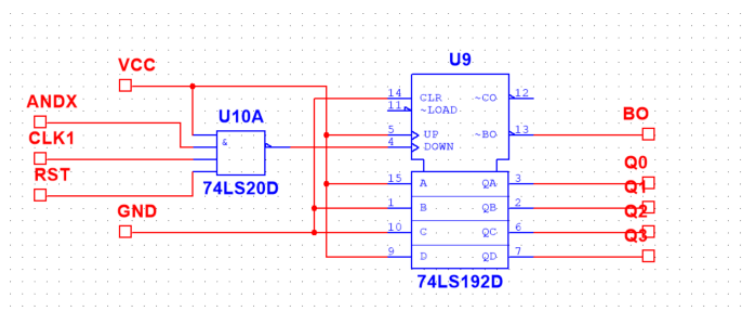 VCC
U9
ANDX
U10A
14 CLR ~CO 12
11 ~LOAD
BO
CLK1
&
5 UP ~BO 13
4 DOWN
RST
74LS20D
Q0
15 A QA 3
Q1
GND
1 B QB 2
Q2
10 C QC 6
Q3
9 D QD 7
74LS192D